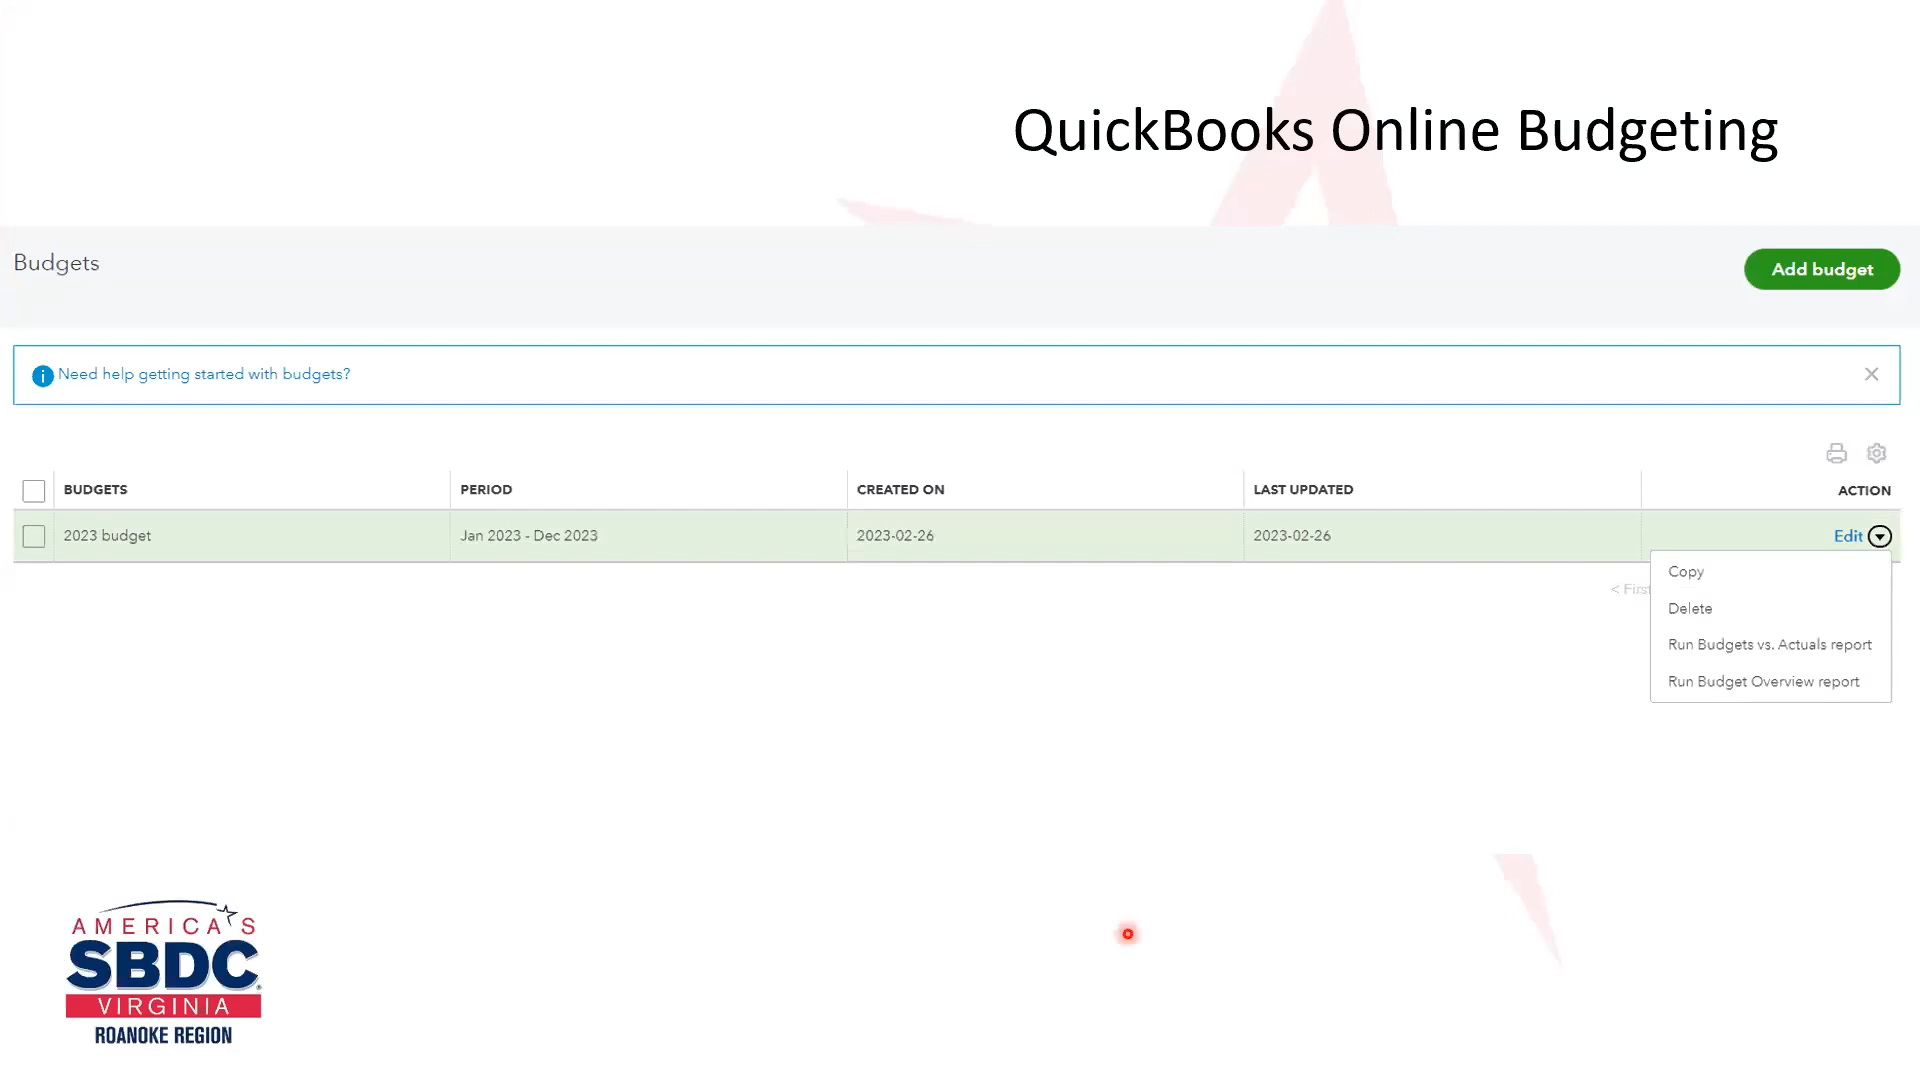 QuickBooks Online Budgeting
Budgets
Add budget
Need help getting started with budgets?
BUDGETS PERIOD CREATED ON LAST UPDATED ACTION
2023 budget Jan 2023 - Dec 2023 2023-02-26 2023-02-26 Edit
< First
Copy
Delete
Run Budgets vs. Actuals report
Run Budget Overview report
AMERICA'S
SBDC
VIRGINIA
ROANOKE REGION